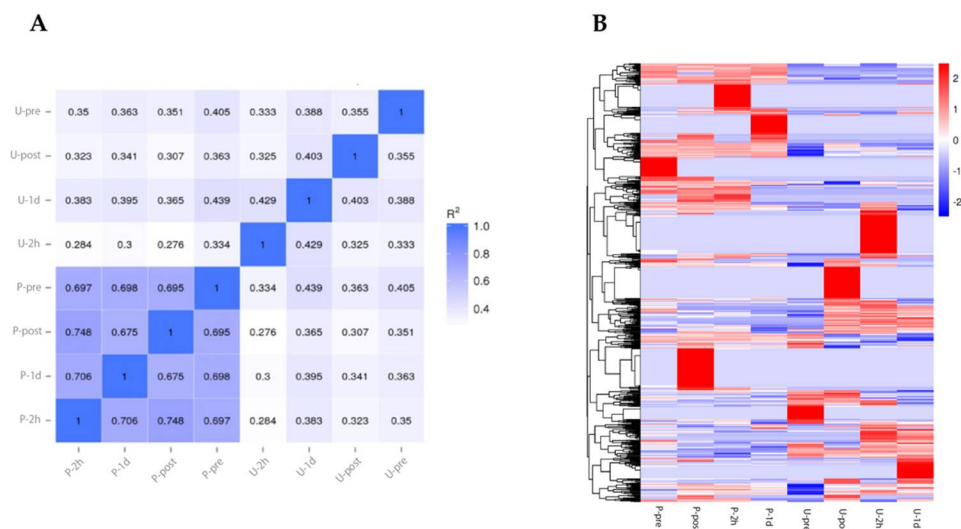 A
B
U-pre 0.35 0.363 0.351 0.405 0.333 0.388 0.355 1
U-post 0.323 0.341 0.307 0.363 0.325 0.403 1 0.355
U-1d 0.383 0.395 0.365 0.439 0.429 1 0.403 0.388
U-2h 0.284 0.3 0.276 0.334 1 0.429 0.325 0.333
P-pre 0.697 0.698 0.695 1 0.334 0.439 0.363 0.405
P-post 0.748 0.675 1 0.695 0.276 0.365 0.307 0.351
P-1d 0.706 1 0.675 0.698 0.3 0.395 0.341 0.363
P-2h 1 0.706 0.748 0.697 0.284 0.383 0.323 0.35
P-2h P-1d P-post P-pre U-2h U-1d U-post U-pre
R²
1.0
0.8
0.6
0.4
2
1
0
-1
-2
P-pre P-pos P-2h P-1d U-pre U-po U-2h U-1d